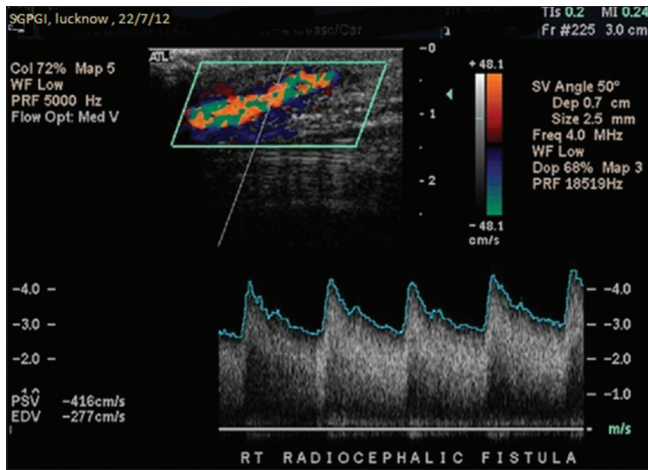 SGPGI, lucknow , 22/7/12
TIs 0.2 MI 0.24
Fr #225 3.0 cm
ATL
Col 72% Map 5
WF Low
PRF 5000 Hz
Flow Opt: Med V
0
1
2
+ 48.1
- 48.1
cm/s
SV Angle 50°
Dep 0.7 cm
Size 2.5 mm
Freq 4.0 MHz
WF Low
Dop 68% Map 3
PRF 18519Hz
-4.0
-3.0
-2.0
-4.0
-3.0
-2.0
-1.0
m/s
PSV -416cm/s
EDV -277cm/s
RT RADIOCEPHALIC FISTULA